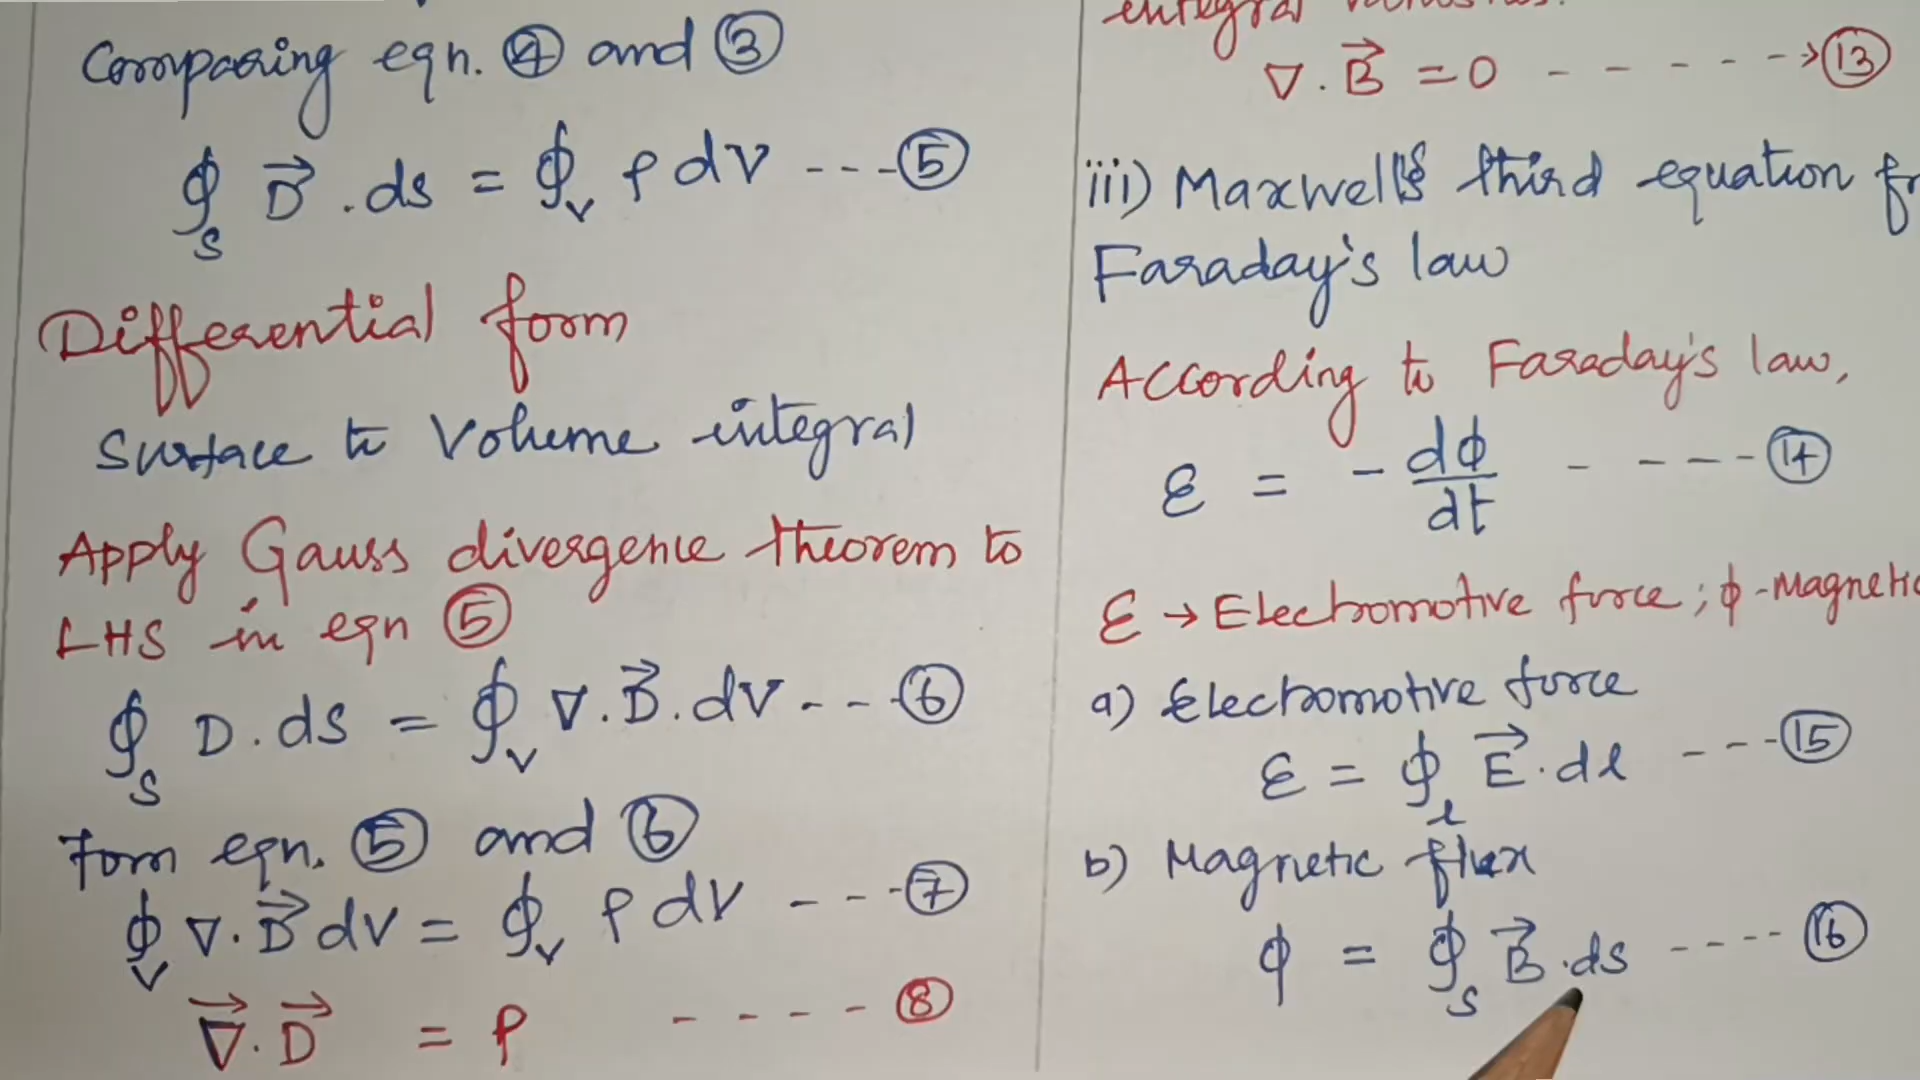 Comparing eqn. ④ and ③
∮s D⃗ . ds = ∮v ρ dV ---⑤
Differential form
Surface to Volume integral
Apply Gauss divergence theorem to
LHS in eqn ⑤
∮s D . ds = ∮v ∇ . D⃗ . dV . -- ⑥
Form eqn. ⑤ and ⑥
∮v ∇ . D⃗ dV = ∮v ρ dV --- ⑦
∇⃗ . D⃗ = ρ ---- ⑧
integral
∇ . B⃗ = 0 - - - - - -> ⑬
iii) Maxwell's third equation fr
Faraday's law
According to Faraday's law,
ε = - dϕ/dt - ---- ⑭
ε → Electromotive force ; ϕ - Magnetic
a) Electromotive force
ε = ∮l E⃗ . dl --- ⑮
b) Magnetic flux
ϕ = ∮s B⃗ . ds ---- ⑯